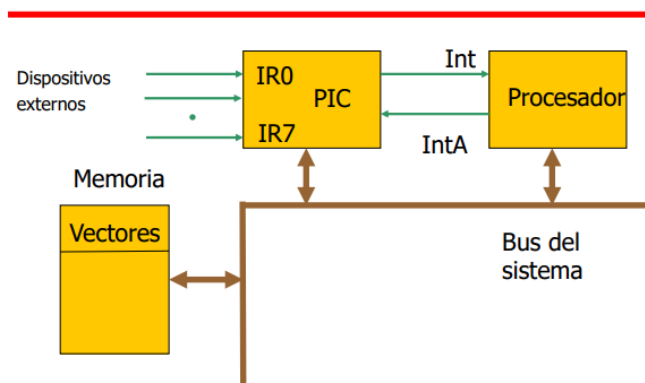 Dispositivos
externos
IR0
PIC
IR7
Int
IntA
Procesador
Memoria
Vectores
Bus del
sistema